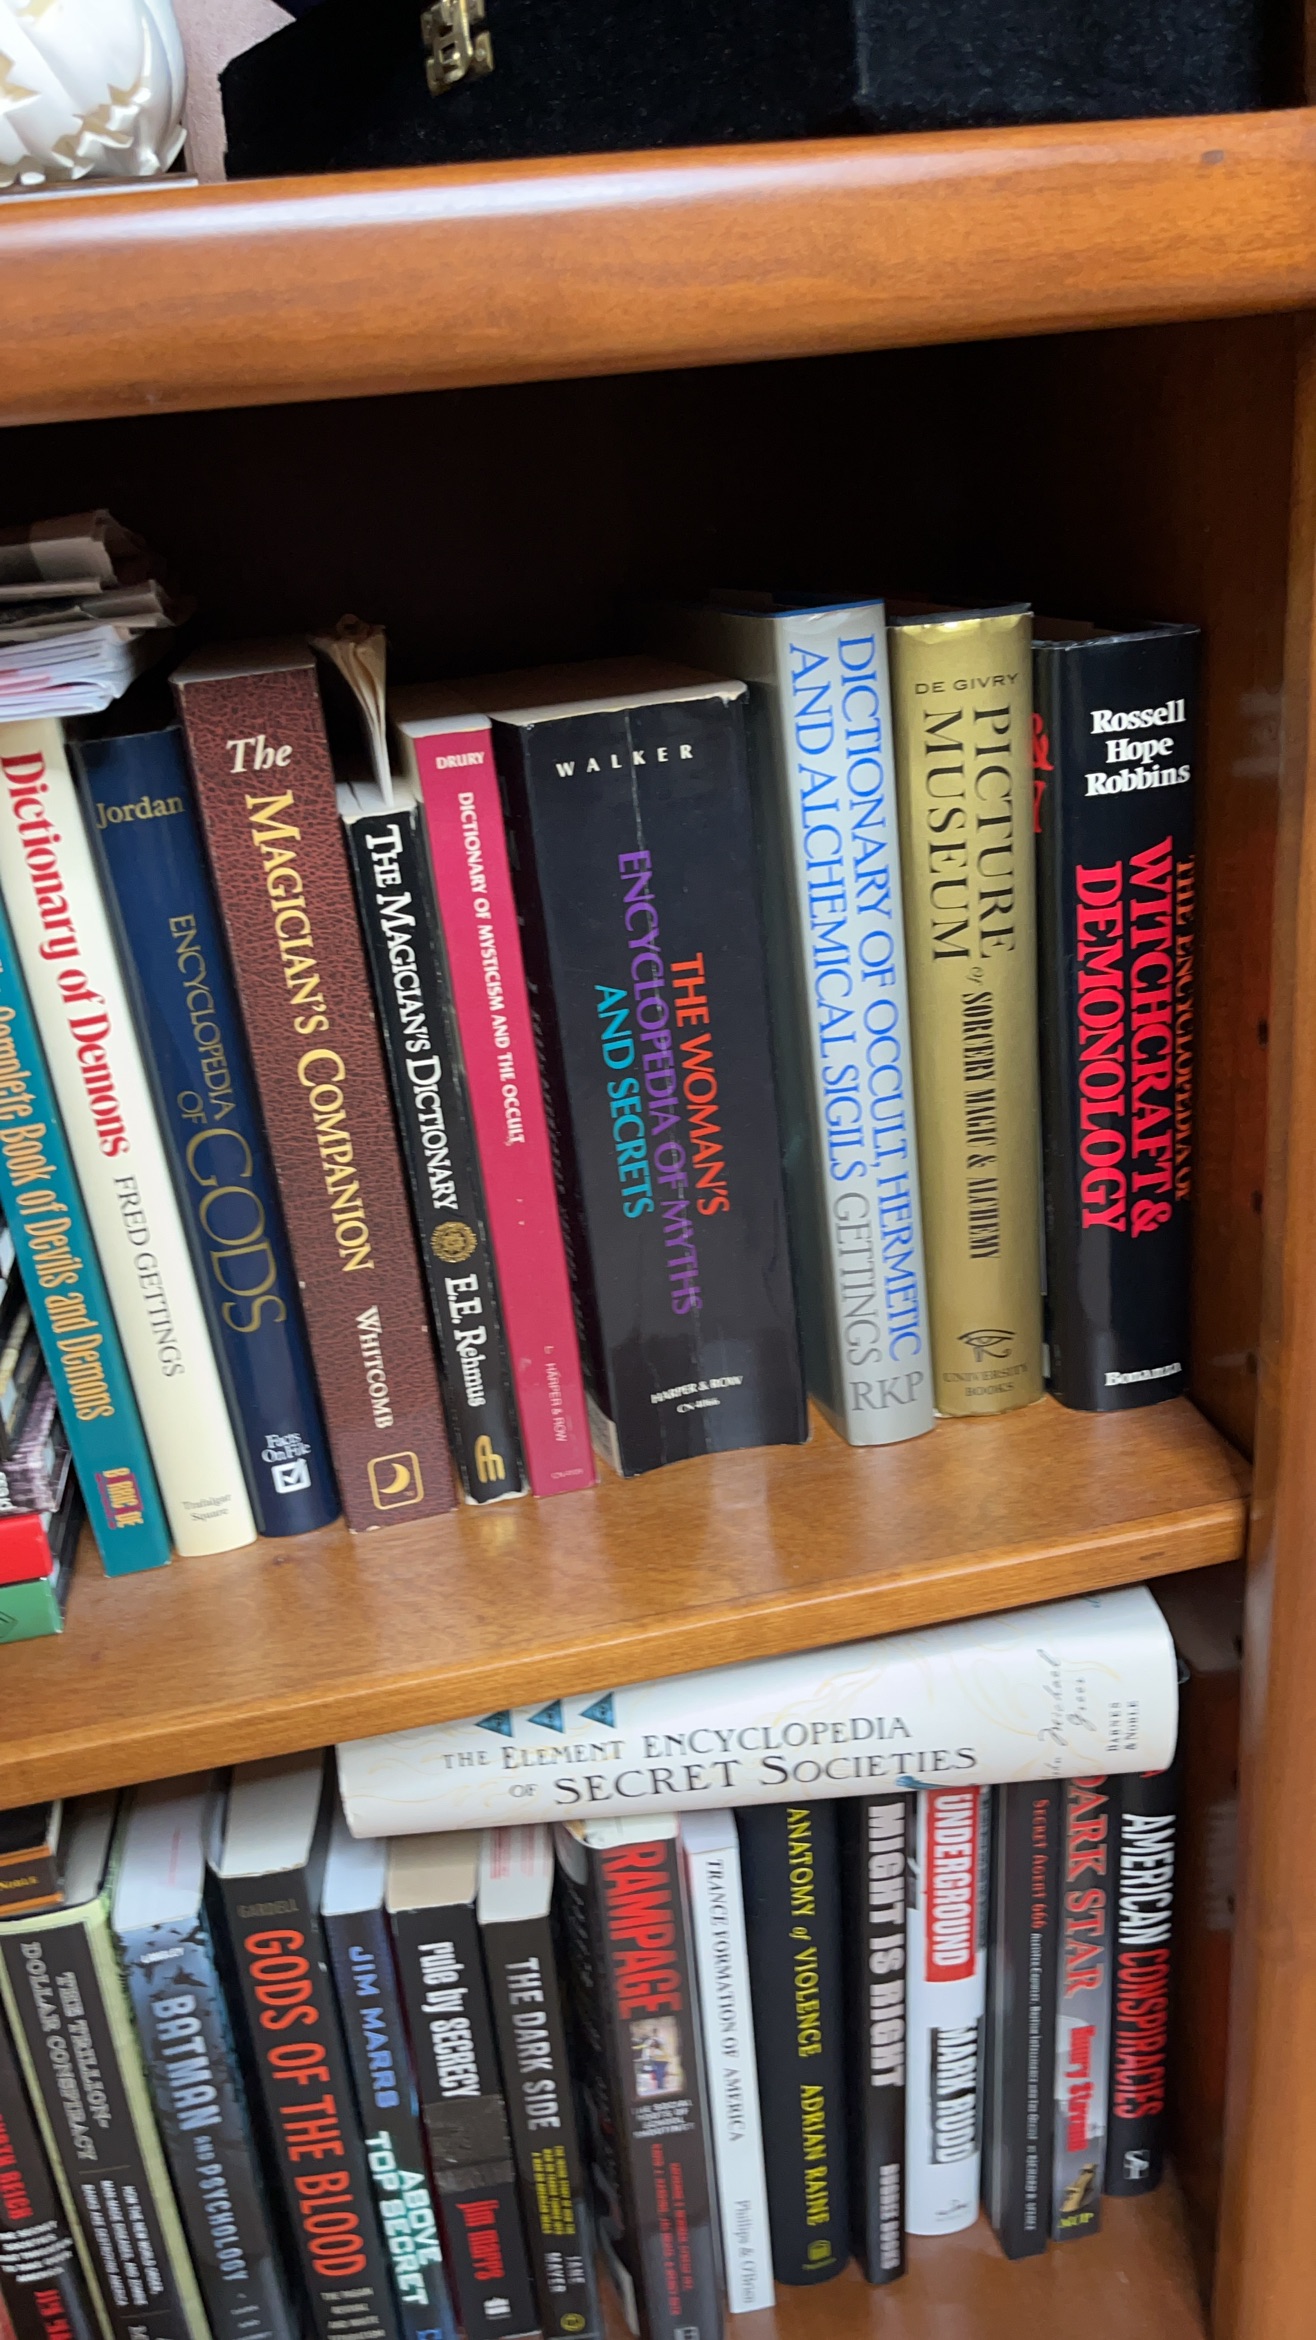 Complete Book of Devils and Demons
Dictionary of Demons FRED GETTINGS
Trafalgar
Square
Jordan
ENCYCLOPEDIA
OF GODS
Facts
On File
The
MAGICIAN'S COMPANION
WHITCOMB
THE MAGICIAN'S DICTIONARY
E.E. Rehmus
DRURY
DICTIONARY OF MYSTICISM AND THE OCCULT
HARPER & ROW
WALKER
THE WOMAN'S
ENCYCLOPEDIA OF MYTHS
AND SECRETS
HARPER & ROW
DICTIONARY OF OCCULT, HERMETIC
AND ALCHEMICAL SIGILS GETTINGS
RKP
DE GIVRY
PICTURE
MUSEUM
of SORCERY MAGIC & ALCHEMY
UNIVERSITY
BOOKS
Rossell
Hope
Robbins
THE ENCYCLOPEDIA OF
WITCHCRAFT &
DEMONOLOGY
Bonanza
THE ELEMENT ENCYCLOPEDIA
OF SECRET SOCIETIES
John Michael
Greer
BARNES
& NOBLE
THE TRILLION-
DOLLAR CONSPIRACY
LANGLEY
BATMAN AND PSYCHOLOGY
GARDELL
GODS OF THE BLOOD
JIM MARRS
ABOVE
TOP SECRET
rule by SECRECY
Jim marrs
THE DARK SIDE
JANE
MAYER
RAMPAGE
TRANCE FORMATION OF AMERICA
Phillips & O'Brien
ANATOMY of VIOLENCE ADRIAN RAINE
MIGHT IS RIGHT
UNDERGROUND
MARK RUDD
SECRET AGENT 666
DARK STAR
AMERICAN CONSPIRACIES